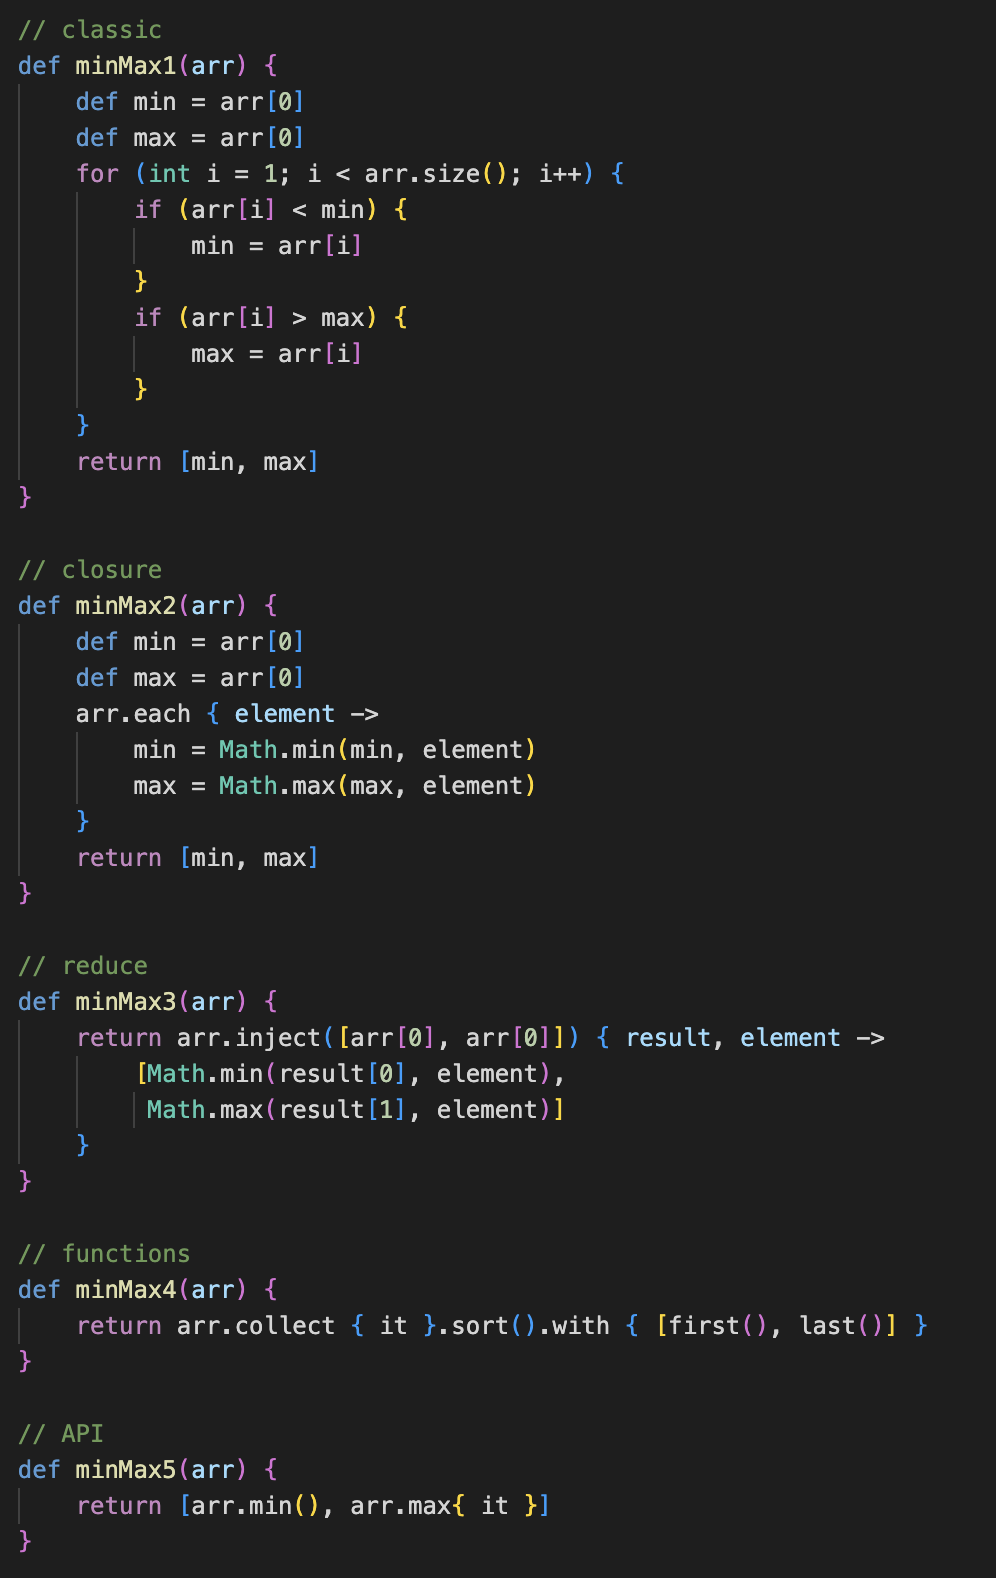 // classic
def minMax1(arr) {
    def min = arr[0]
    def max = arr[0]
    for (int i = 1; i < arr.size(); i++) {
        if (arr[i] < min) {
            min = arr[i]
        }
        if (arr[i] > max) {
            max = arr[i]
        }
    }
    return [min, max]
}

// closure
def minMax2(arr) {
    def min = arr[0]
    def max = arr[0]
    arr.each { element ->
        min = Math.min(min, element)
        max = Math.max(max, element)
    }
    return [min, max]
}

// reduce
def minMax3(arr) {
    return arr.inject([arr[0], arr[0]]) { result, element ->
        [Math.min(result[0], element),
         Math.max(result[1], element)]
    }
}

// functions
def minMax4(arr) {
    return arr.collect { it }.sort().with { [first(), last()] }
}

// API
def minMax5(arr) {
    return [arr.min(), arr.max{ it }]
}